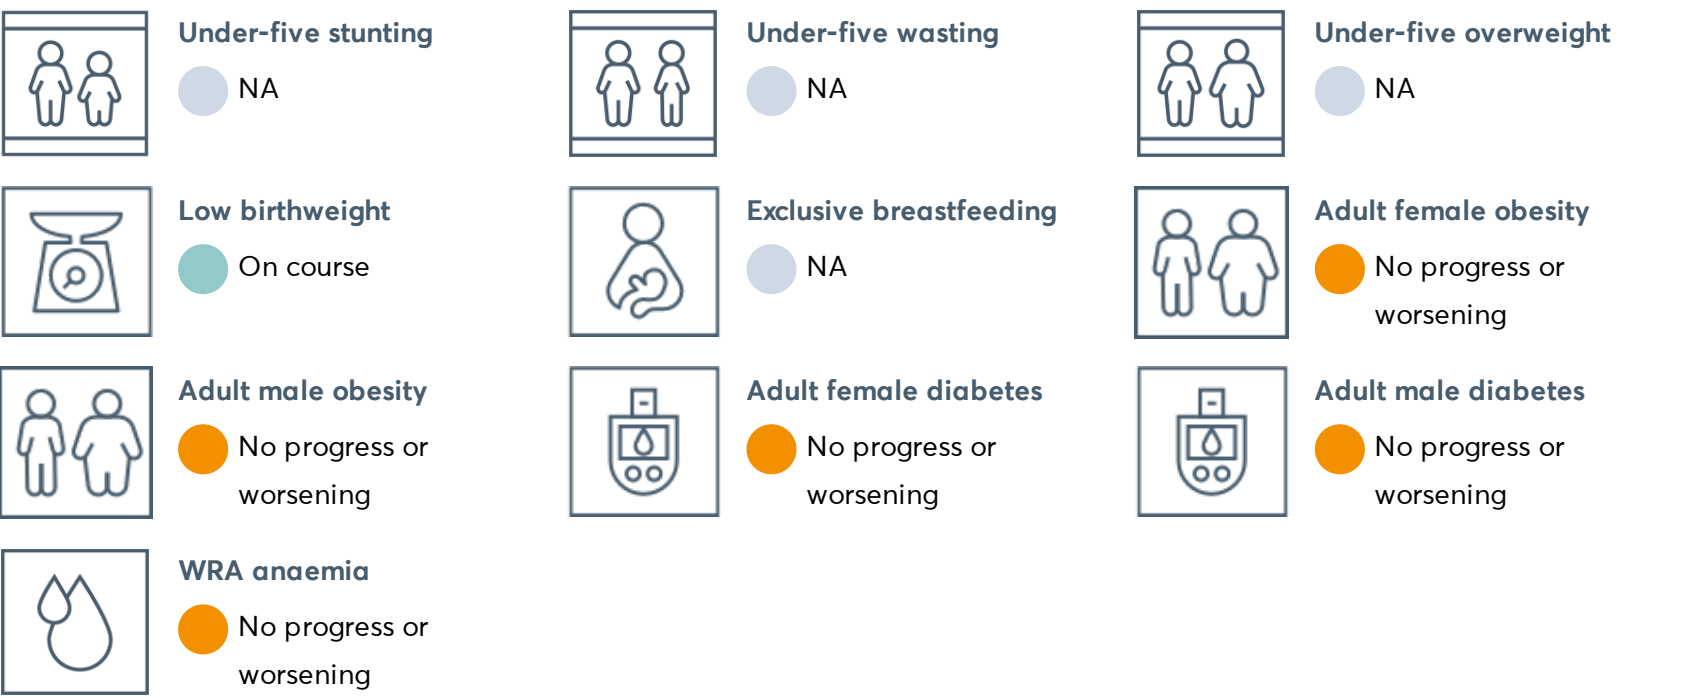 Under-five stunting
NA
Under-five wasting
NA
Under-five overweight
NA
Low birthweight
On course
Exclusive breastfeeding
NA
Adult female obesity
No progress or
worsening
Adult male obesity
No progress or
worsening
Adult female diabetes
No progress or
worsening
Adult male diabetes
No progress or
worsening
WRA anaemia
No progress or
worsening